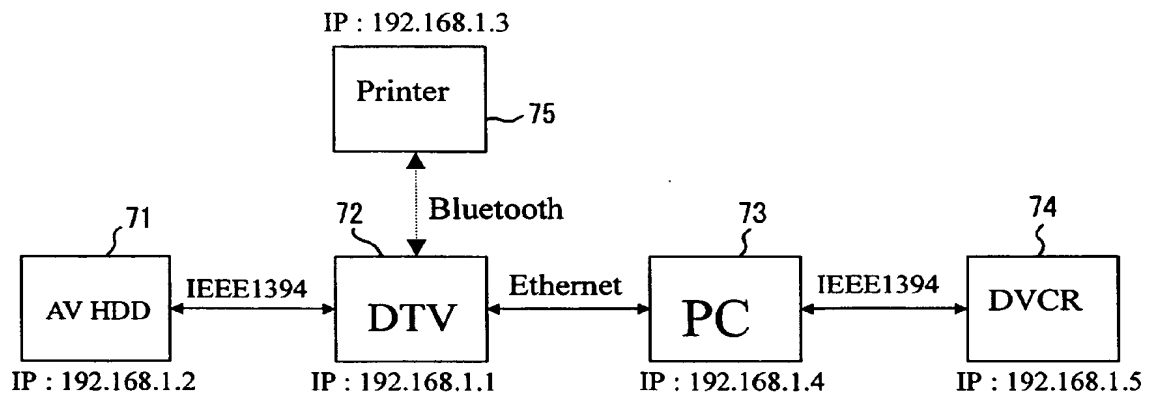 IP : 192.168.1.3
Printer
75
Bluetooth
71
72
73
74
AV HDD
IEEE1394
DTV
Ethernet
PC
IEEE1394
DVCR
IP : 192.168.1.2
IP : 192.168.1.1
IP : 192.168.1.4
IP : 192.168.1.5